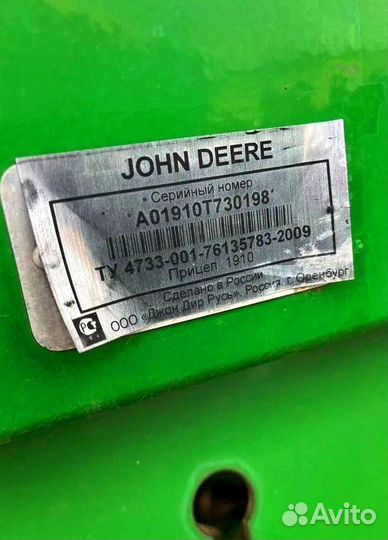 JOHN DEERE
Серийный номер
*A01910T730198*
ТУ 4733-001-76135783-2009
Прицеп 1910
Сделано в России
ООО «Джон Дир Русь», Россия, г. Оренбург
Avito